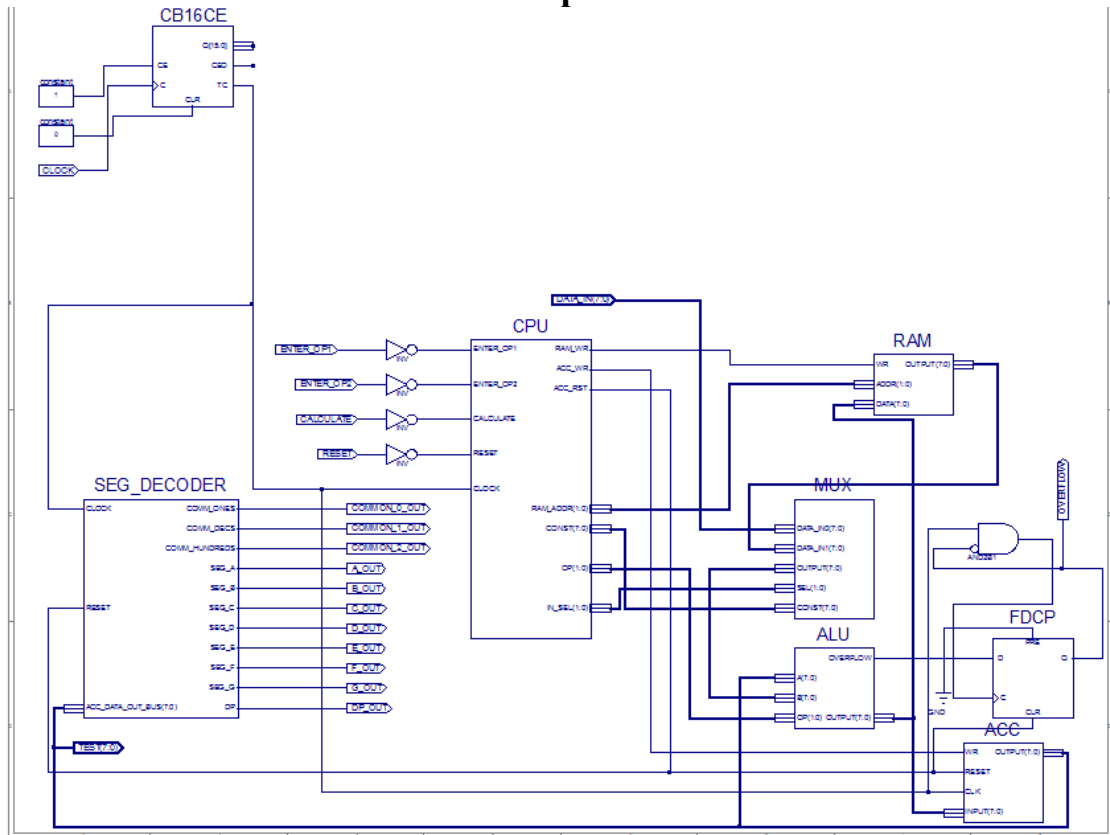 CB16CE
Q(15:0)
CE
CEO
C
TC
CLR
constant
1
constant
0
CLOCK
DATA_IN(7:0)
CPU
ENTER_OP1
INV
ENTER_OP1
RAM_WR
ACC_WR
ENTER_OP2
INV
ENTER_OP2
ACC_RST
CALCULATE
INV
CALCULATE
RESET
INV
RESET
CLOCK
RAM_ADDR(1:0)
CONST(7:0)
OP(1:0)
IN_SEL(1:0)
RAM
WR
OUTPUT(7:0)
ADDR(1:0)
DATA(7:0)
SEG_DECODER
CLOCK
COMM_ONES
COMM_DECS
COMM_HUNDREDS
SEG_A
SEG_B
RESET
SEG_C
SEG_D
SEG_E
SEG_F
SEG_G
ACC_DATA_OUT_BUS(7:0)
DP
COMMON_0_OUT
COMMON_1_OUT
COMMON_2_OUT
A_OUT
B_OUT
C_OUT
D_OUT
E_OUT
F_OUT
G_OUT
DP_OUT
TEST(7:0)
MUX
DATA_IN0(7:0)
DATA_IN1(7:0)
OUTPUT(7:0)
SEL(1:0)
CONST(7:0)
OVERFLOW
AND2B1
ALU
OVERFLOW
A(7:0)
B(7:0)
OP(1:0)
OUTPUT(7:0)
FDCP
PRE
D
Q
C
CLR
GND
ACC
WR
OUTPUT(7:0)
RESET
CLK
INPUT(7:0)